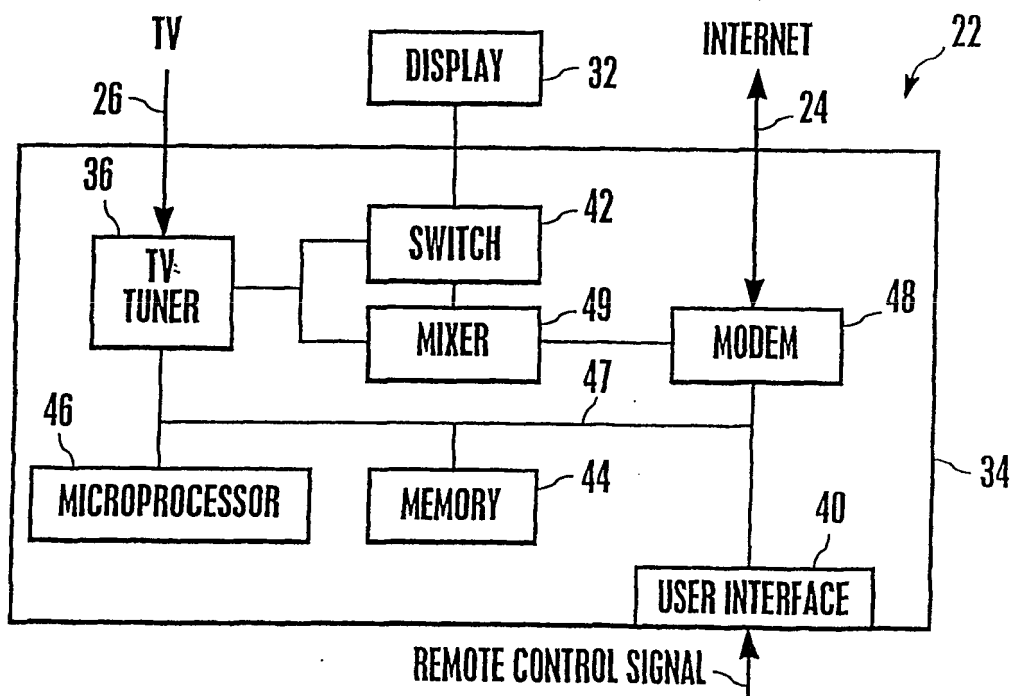 TV
INTERNET
22
DISPLAY
32
26
24
36
42
SWITCH
TV
TUNER
49
48
MIXER
MODEM
47
46
44
34
MICROPROCESSOR
MEMORY
40
USER INTERFACE
REMOTE CONTROL SIGNAL